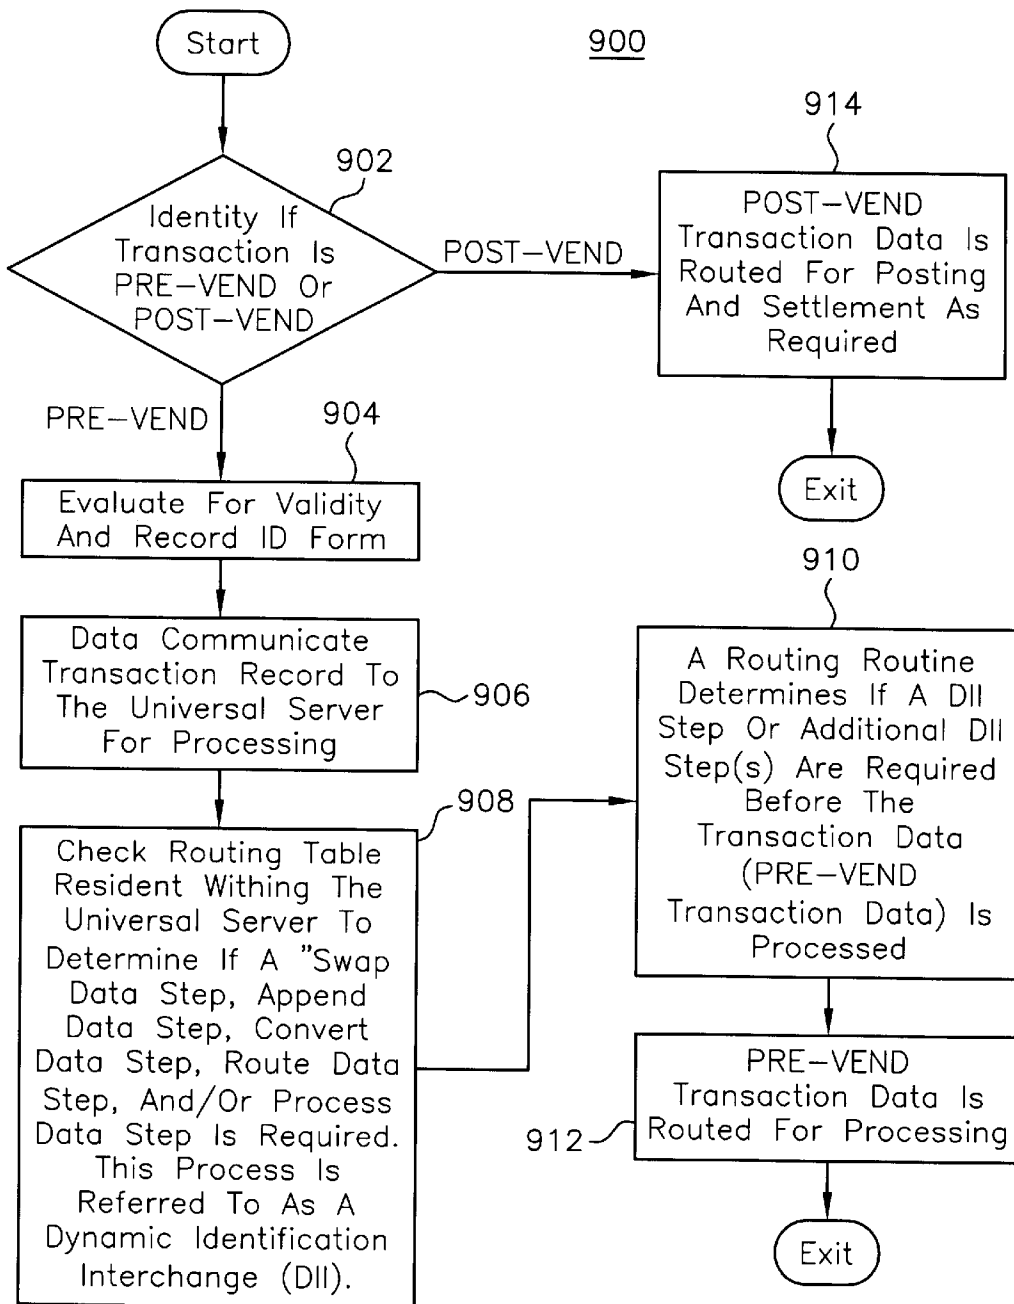 Start
900
902
Identity If
Transaction Is
PRE-VEND Or
POST-VEND
POST-VEND
PRE-VEND
914
POST-VEND
Transaction Data Is
Routed For Posting
And Settlement As
Required
Exit
904
Evaluate For Validity
And Record ID Form
Data Communicate
Transaction Record To
The Universal Server
For Processing
906
908
Check Routing Table
Resident Withing The
Universal Server To
Determine If A "Swap
Data Step, Append
Data Step, Convert
Data Step, Route Data
Step, And/Or Process
Data Step Is Required.
This Process Is
Referred To As A
Dynamic Identification
Interchange (DII).
910
A Routing Routine
Determines If A DII
Step Or Additional DII
Step(s) Are Required
Before The
Transaction Data
(PRE-VEND
Transaction Data) Is
Processed
PRE-VEND
Transaction Data Is
Routed For Processing
912
Exit